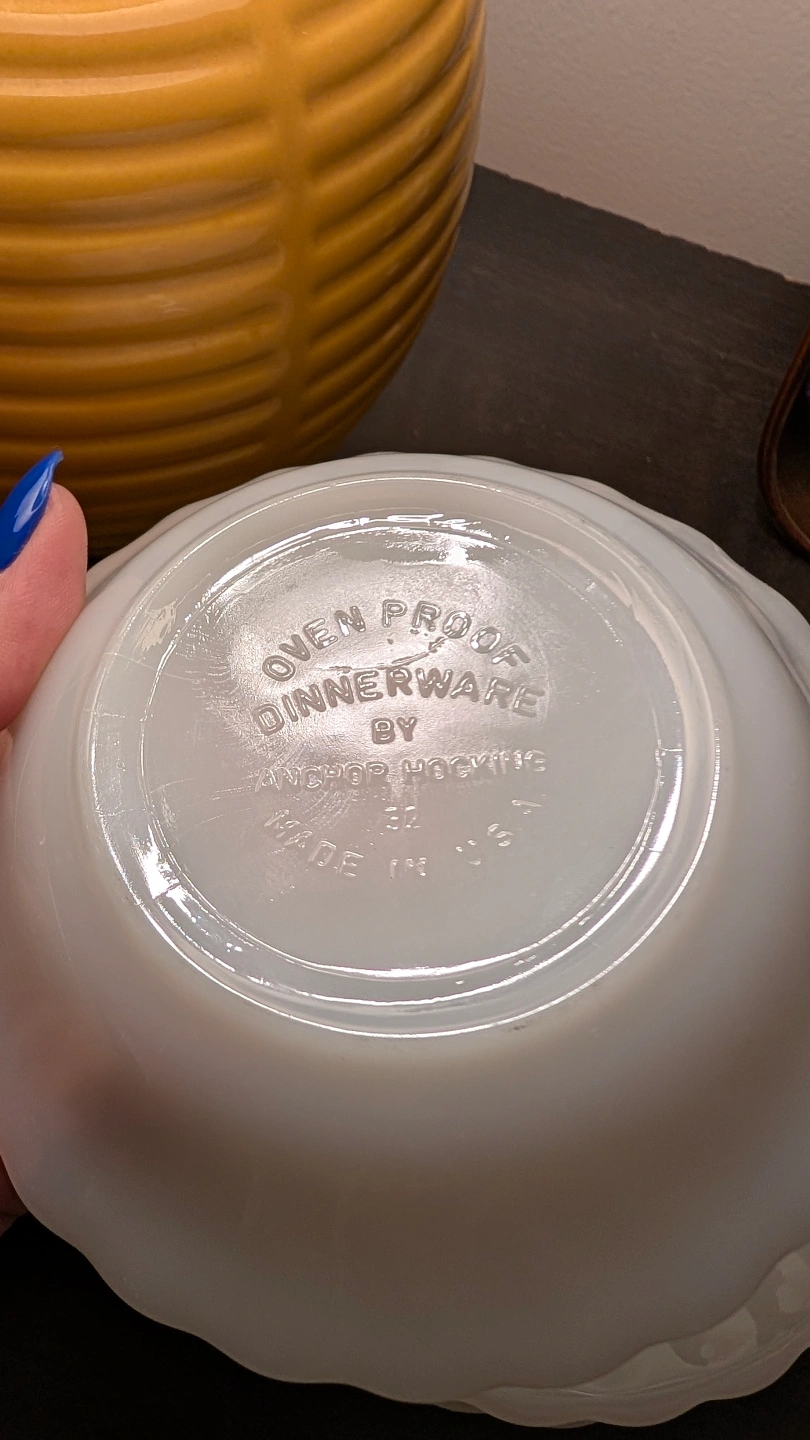 OVEN PROOF
DINNERWARE
BY
ANCHOR HOCKING
32
MADE IN U.S.A